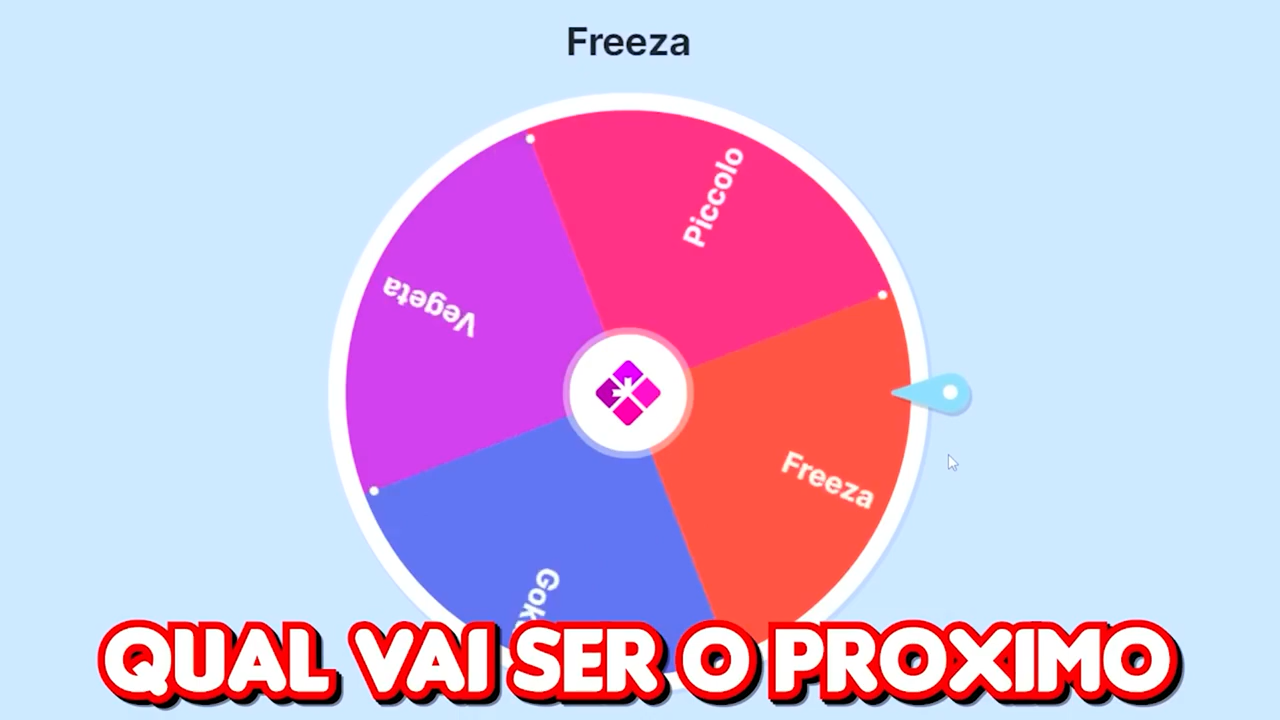 Freeza
Piccolo
Vegeta
Freeza
QUAL VAI SER O PROXIMO